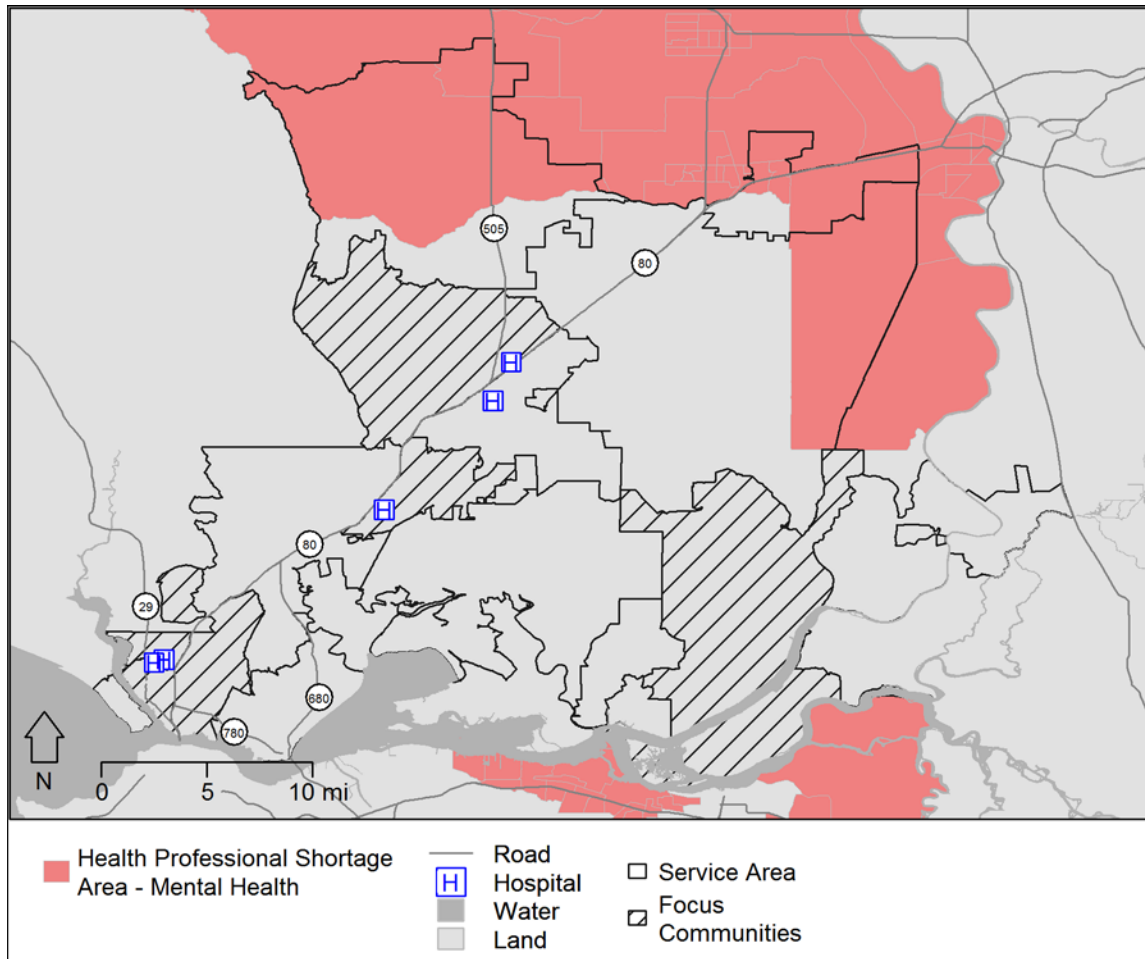 505
80
H
H
H
80
29
H H
680
780
N
0 5 10 mi
Health Professional Shortage
Area - Mental Health
Road
H Hospital
Water
Land
Service Area
Focus
Communities